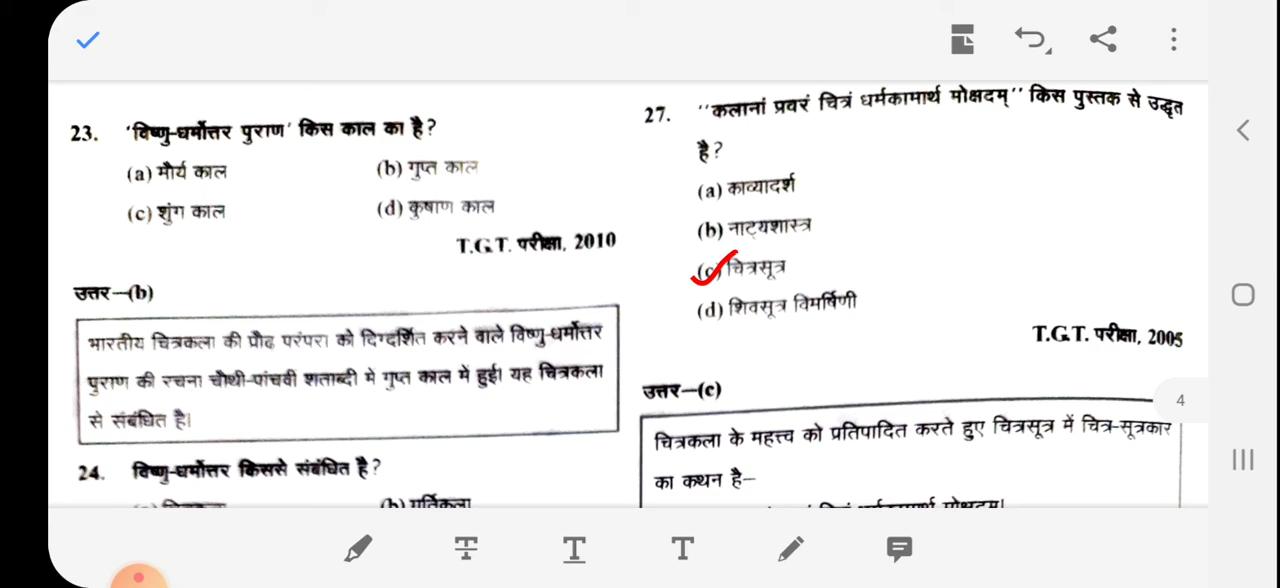 23. 'विष्णु-धर्मोत्तर पुराण' किस काल का है?
(a) मौर्य काल (b) गुप्त काल
(c) शुंग काल (d) कुषाण काल
T.G.T. परीक्षा, 2010
उत्तर–(b)
भारतीय चित्रकला की प्रौढ परंपरा को दिग्दर्शित करने वाले विष्णु-धर्मोत्तर
पुराण की रचना चौथी-पांचवी शताब्दी मे गुप्त काल में हुई। यह चित्रकला
से संबंधित है।
24. विष्णु-धर्मोत्तर किससे संबंधित है?
(b) मूर्तिकला
27. ''कलानां प्रवरं चित्रं धर्मकामार्थ मोक्षदम्'' किस पुस्तक से उद्धृत
है?
(a) काव्यादर्श
(b) नाट्यशास्त्र
(c) चित्रसूत्र
(d) शिवसूत्र विमर्षिणी
T.G.T. परीक्षा, 2005
उत्तर–(c)
4
चित्रकला के महत्त्व को प्रतिपादित करते हुए चित्रसूत्र में चित्र-सूत्रकार
का कथन है–